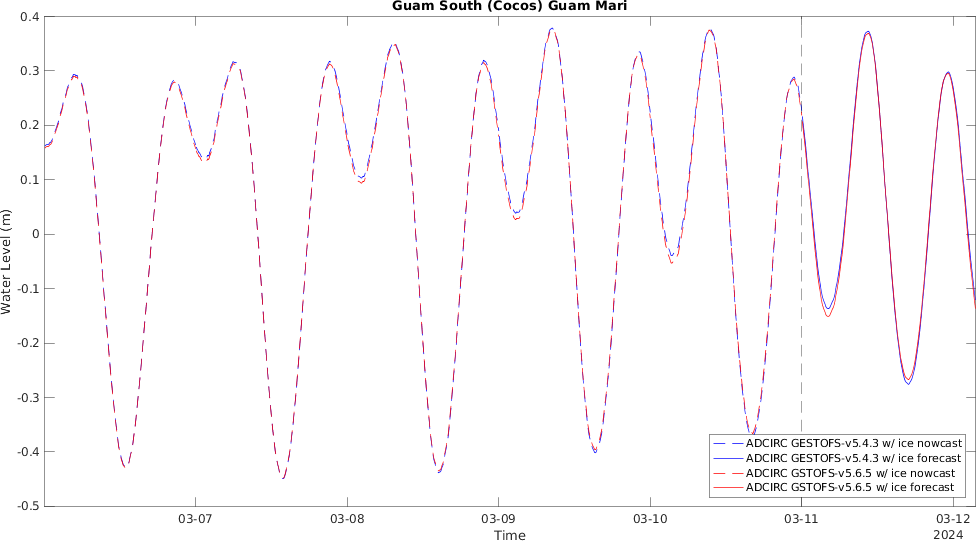 Guam South (Cocos) Guam Mari
0.4
0.3
0.2
0.1
0
-0.1
-0.2
-0.3
-0.4
-0.5
Water Level (m)
ADCIRC GESTOFS-v5.4.3 w/ ice nowcast
ADCIRC GESTOFS-v5.4.3 w/ ice forecast
ADCIRC GSTOFS-v5.6.5 w/ ice nowcast
ADCIRC GSTOFS-v5.6.5 w/ ice forecast
03-07
03-08
03-09
03-10
03-11
03-12
Time
2024